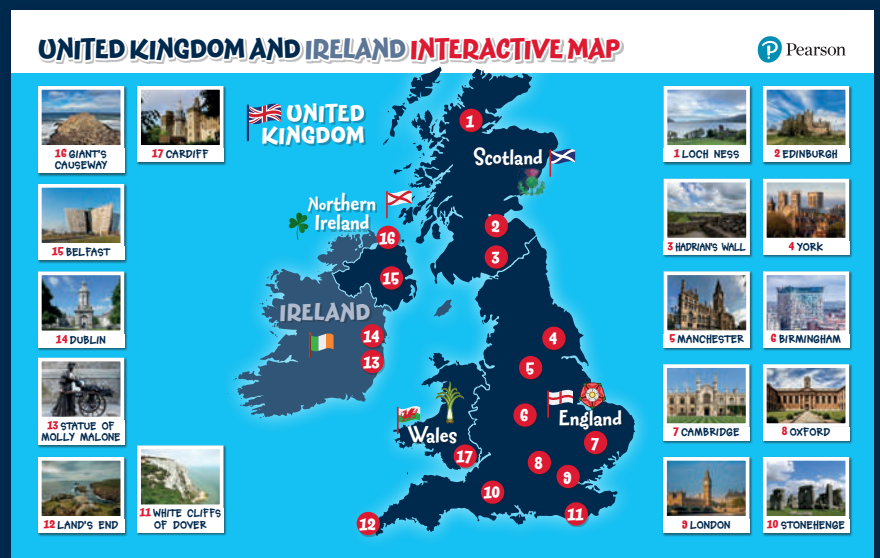 UNITED KINGDOM AND IRELAND INTERACTIVE MAP
P Pearson
16 GIANT'S
CAUSEWAY
17 CARDIFF
15 BELFAST
14 DUBLIN
13 STATUE OF
MOLLY MALONE
12 LAND'S END
11 WHITE CLIFFS
OF DOVER
UNITED
KINGDOM
1
Scotland
Northern
Ireland
2
16
3
15
IRELAND
14
4
13
5
6
England
Wales
7
17
8
9
10
11
12
1 LOCH NESS
2 EDINBURGH
3 HADRIAN'S WALL
4 YORK
5 MANCHESTER
6 BIRMINGHAM
7 CAMBRIDGE
8 OXFORD
9 LONDON
10 STONEHENGE